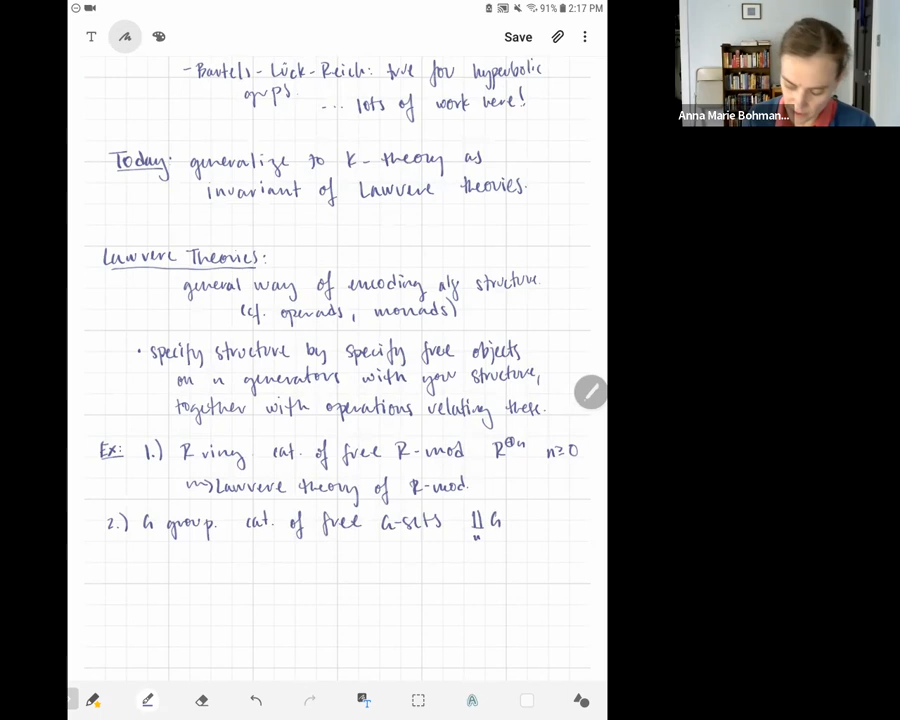 91% 2:17 PM
T
Save
- Bartels-Lück-Reich: true for hyperbolic
grps.
... lots of work here!
Anna Marie Bohman...
Today: generalize to K-theory as
invariant of Lawvere theories.
Lawvere Theories:
general way of encoding alg structure.
(cf. operads, monads)
• specify structure by specify free objects
on n generators with your structure,
together with operations relating these.
Ex: 1.) R ring cat. of free R-mod R^{⊕n} n≥0
⇝ Lawvere theory of R-mod.
2.) G group. cat. of free G-sets ∐_n G